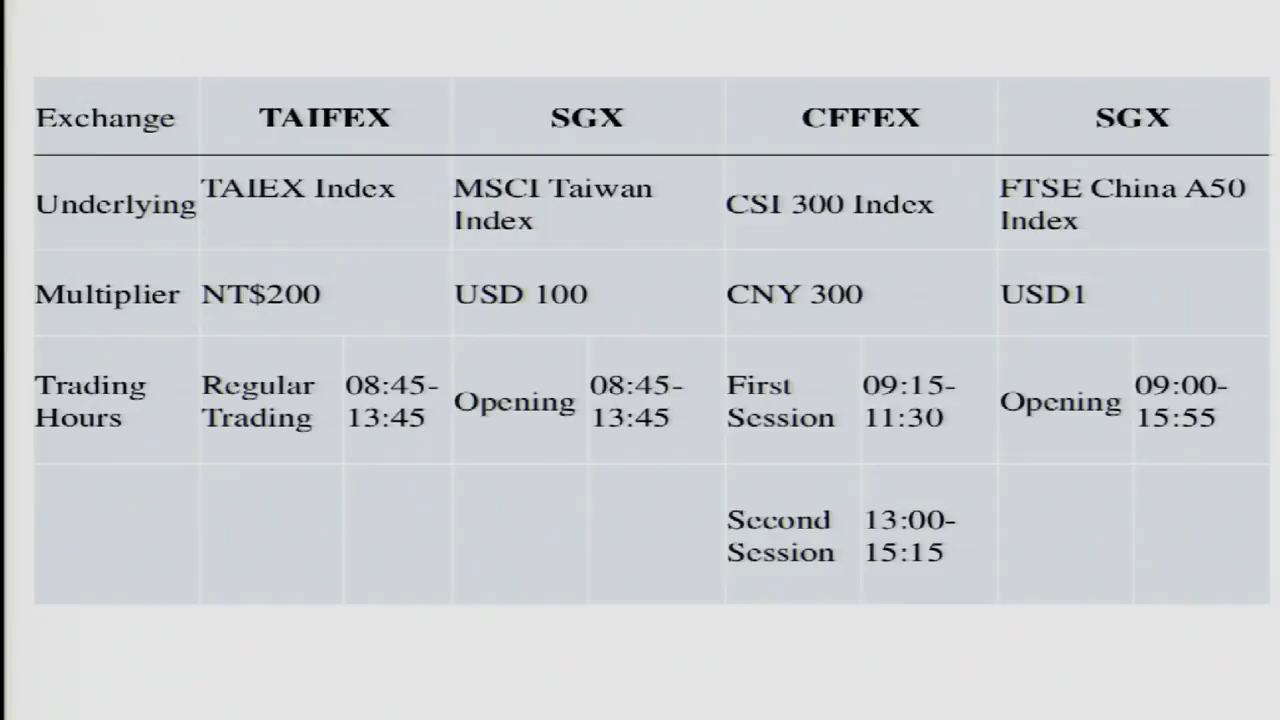 Exchange TAIFEX SGX CFFEX SGX
Underlying TAIEX Index MSCI Taiwan Index CSI 300 Index FTSE China A50 Index
Multiplier NT$200 USD 100 CNY 300 USD1
Trading Hours Regular Trading 08:45-13:45 Opening 08:45-13:45 First Session 09:15-11:30 Opening 09:00-15:55
Second Session 13:00-15:15